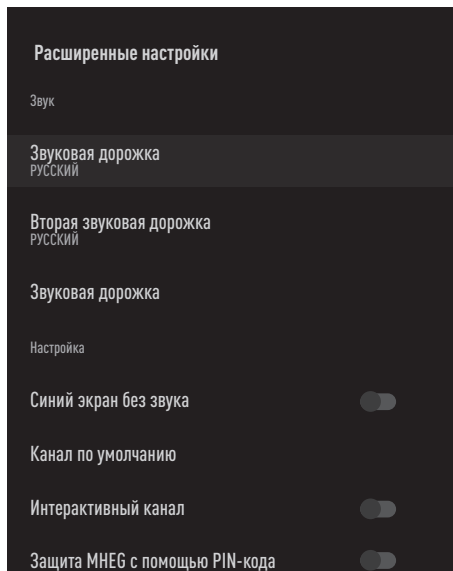 Расширенные настройки
Звук
Звуковая дорожка
РУССКИЙ
Вторая звуковая дорожка
РУССКИЙ
Звуковая дорожка
Настройка
Синий экран без звука
Канал по умолчанию
Интерактивный канал
Защита MHEG с помощью PIN-кода